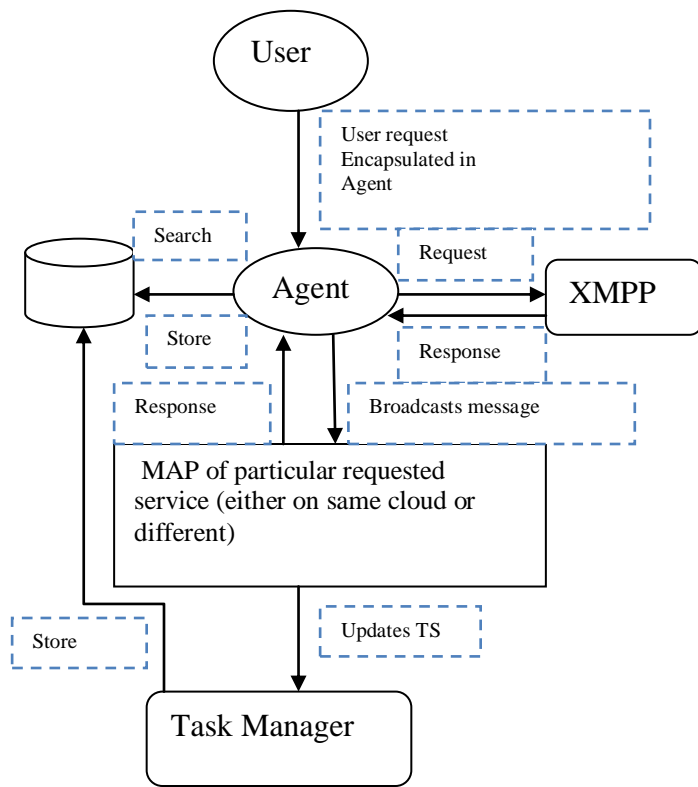 User
User request
Encapsulated in
Agent
Search
Request
Agent
XMPP
Store
Response
Response
Broadcasts message
MAP of particular requested
service (either on same cloud or
different)
Store
Updates TS
Task Manager